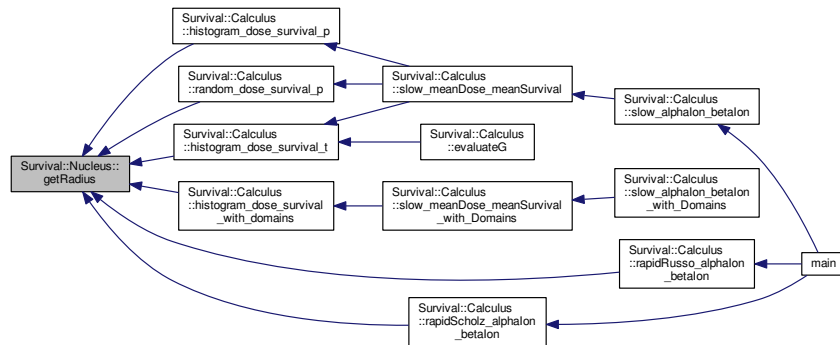 Survival::Calculus
::histogram_dose_survival_p
Survival::Calculus
::random_dose_survival_p
Survival::Calculus
::slow_meanDose_meanSurvival
Survival::Calculus
::slow_alphaIon_betaIon
Survival::Calculus
::histogram_dose_survival_t
Survival::Calculus
::evaluateG
Survival::Nucleus::
getRadius
Survival::Calculus
::histogram_dose_survival
_with_domains
Survival::Calculus
::slow_meanDose_meanSurvival
_with_Domains
Survival::Calculus
::slow_alphaIon_betaIon
_with_Domains
Survival::Calculus
::rapidRusso_alphaIon
_betaIon
main
Survival::Calculus
::rapidScholz_alphaIon
_betaIon